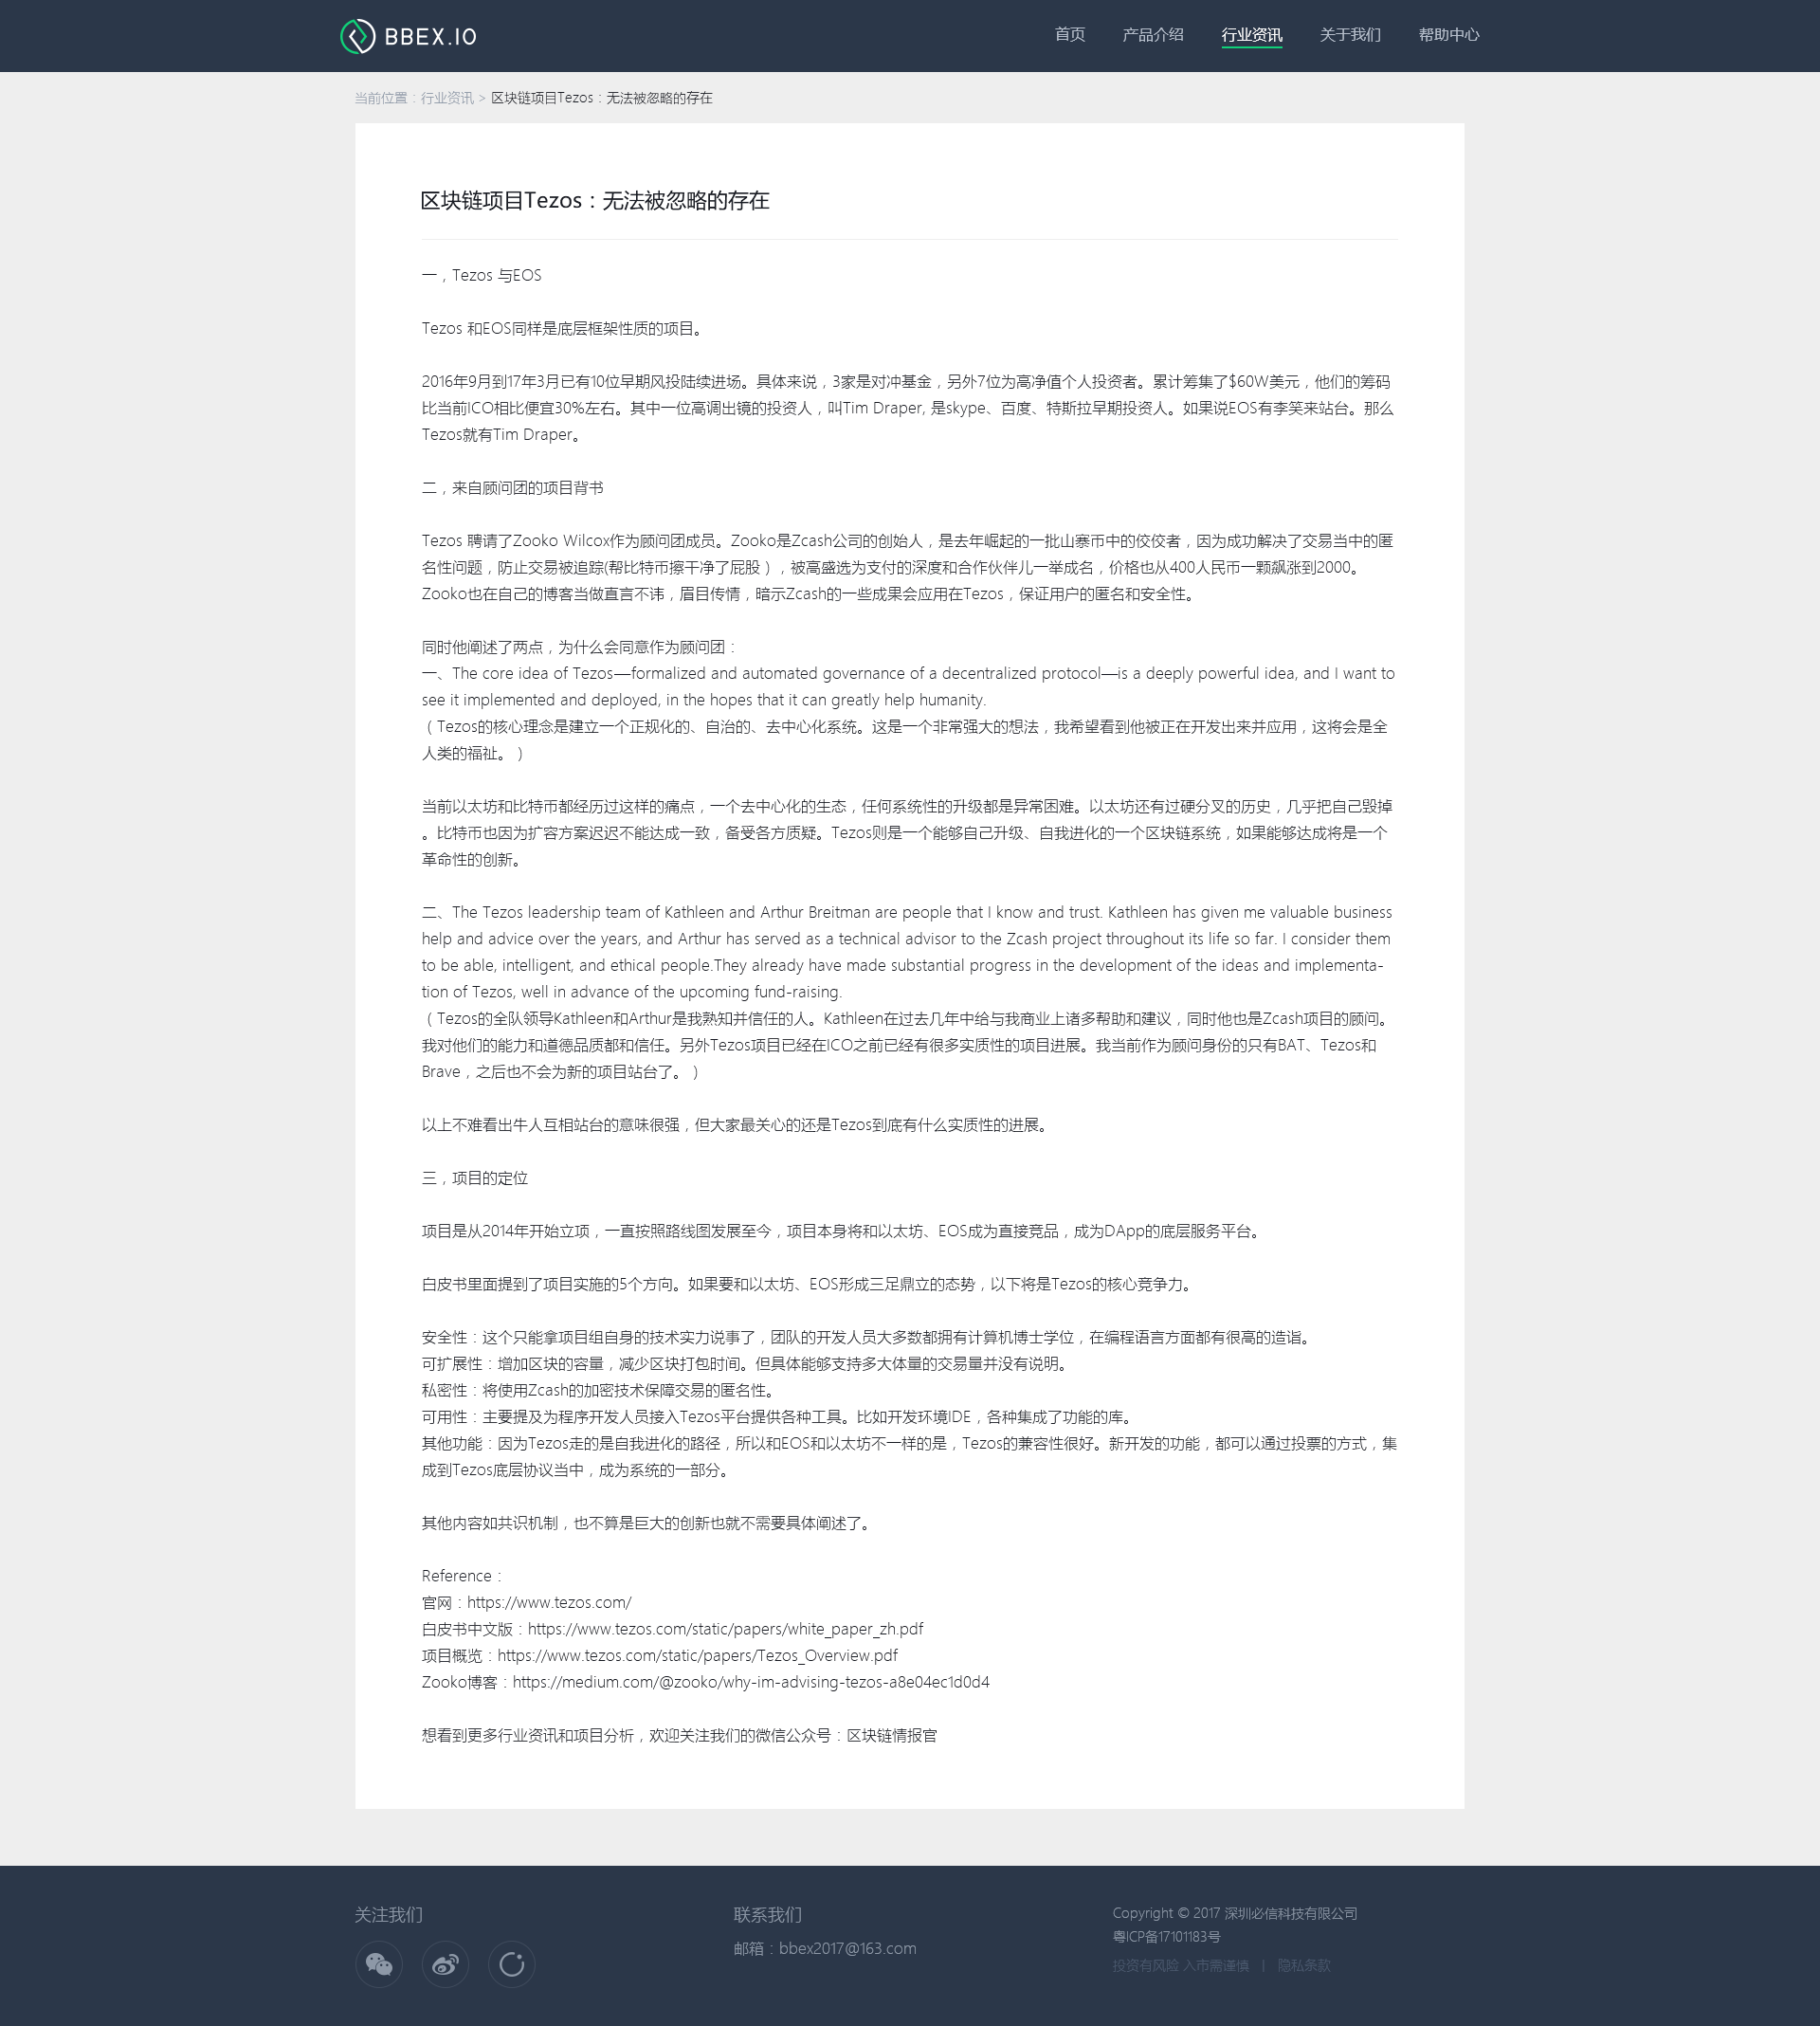 BBEX.IO
首页 产品介绍 行业资讯 关于我们 帮助中心
当前位置：行业资讯 > 区块链项目Tezos：无法被忽略的存在
区块链项目Tezos：无法被忽略的存在
一，Tezos 与EOS
Tezos 和EOS同样是底层框架性质的项目。
2016年9月到17年3月已有10位早期风投陆续进场。具体来说，3家是对冲基金，另外7位为高净值个人投资者。累计筹集了$60W美元，他们的筹码
比当前ICO相比便宜30%左右。其中一位高调出镜的投资人，叫Tim Draper, 是skype、百度、特斯拉早期投资人。如果说EOS有李笑来站台。那么
Tezos就有Tim Draper。
二，来自顾问团的项目背书
Tezos 聘请了Zooko Wilcox作为顾问团成员。Zooko是Zcash公司的创始人，是去年崛起的一批山寨币中的佼佼者，因为成功解决了交易当中的匿
名性问题，防止交易被追踪(帮比特币擦干净了屁股），被高盛选为支付的深度和合作伙伴儿一举成名，价格也从400人民币一颗飙涨到2000。
Zooko也在自己的博客当做直言不讳，眉目传情，暗示Zcash的一些成果会应用在Tezos，保证用户的匿名和安全性。
同时他阐述了两点，为什么会同意作为顾问团：
一、The core idea of Tezos—formalized and automated governance of a decentralized protocol—is a deeply powerful idea, and I want to
see it implemented and deployed, in the hopes that it can greatly help humanity.
（Tezos的核心理念是建立一个正规化的、自治的、去中心化系统。这是一个非常强大的想法，我希望看到他被正在开发出来并应用，这将会是全
人类的福祉。）
当前以太坊和比特币都经历过这样的痛点，一个去中心化的生态，任何系统性的升级都是异常困难。以太坊还有过硬分叉的历史，几乎把自己毁掉
。比特币也因为扩容方案迟迟不能达成一致，备受各方质疑。Tezos则是一个能够自己升级、自我进化的一个区块链系统，如果能够达成将是一个
革命性的创新。
二、The Tezos leadership team of Kathleen and Arthur Breitman are people that I know and trust. Kathleen has given me valuable business
help and advice over the years, and Arthur has served as a technical advisor to the Zcash project throughout its life so far. I consider them
to be able, intelligent, and ethical people.They already have made substantial progress in the development of the ideas and implementa-
tion of Tezos, well in advance of the upcoming fund-raising.
（Tezos的全队领导Kathleen和Arthur是我熟知并信任的人。Kathleen在过去几年中给与我商业上诸多帮助和建议，同时他也是Zcash项目的顾问。
我对他们的能力和道德品质都和信任。另外Tezos项目已经在ICO之前已经有很多实质性的项目进展。我当前作为顾问身份的只有BAT、Tezos和
Brave，之后也不会为新的项目站台了。）
以上不难看出牛人互相站台的意味很强，但大家最关心的还是Tezos到底有什么实质性的进展。
三，项目的定位
项目是从2014年开始立项，一直按照路线图发展至今，项目本身将和以太坊、EOS成为直接竞品，成为DApp的底层服务平台。
白皮书里面提到了项目实施的5个方向。如果要和以太坊、EOS形成三足鼎立的态势，以下将是Tezos的核心竞争力。
安全性：这个只能拿项目组自身的技术实力说事了，团队的开发人员大多数都拥有计算机博士学位，在编程语言方面都有很高的造诣。
可扩展性：增加区块的容量，减少区块打包时间。但具体能够支持多大体量的交易量并没有说明。
私密性：将使用Zcash的加密技术保障交易的匿名性。
可用性：主要提及为程序开发人员接入Tezos平台提供各种工具。比如开发环境IDE，各种集成了功能的库。
其他功能：因为Tezos走的是自我进化的路径，所以和EOS和以太坊不一样的是，Tezos的兼容性很好。新开发的功能，都可以通过投票的方式，集
成到Tezos底层协议当中，成为系统的一部分。
其他内容如共识机制，也不算是巨大的创新也就不需要具体阐述了。
Reference：
官网：https://www.tezos.com/
白皮书中文版：https://www.tezos.com/static/papers/white_paper_zh.pdf
项目概览：https://www.tezos.com/static/papers/Tezos_Overview.pdf
Zooko博客：https://medium.com/@zooko/why-im-advising-tezos-a8e04ec1d0d4
想看到更多行业资讯和项目分析，欢迎关注我们的微信公众号：区块链情报官
关注我们
联系我们
邮箱：bbex2017@163.com
Copyright © 2017 深圳必信科技有限公司
粤ICP备17101183号
投资有风险 入市需谨慎 | 隐私条款